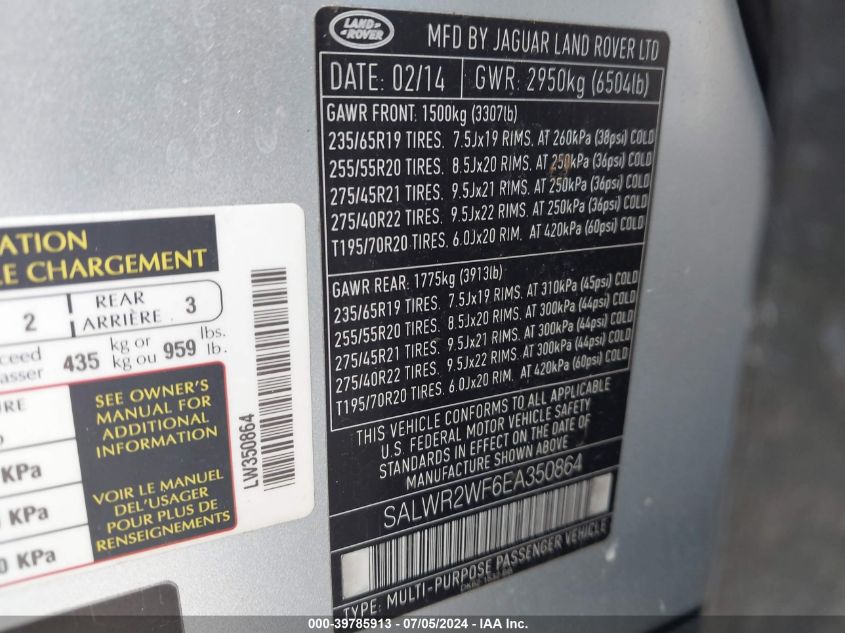 LAND
ROVER
MFD BY JAGUAR LAND ROVER LTD
DATE: 02/14 GWR: 2950kg (6504lb)
GAWR FRONT: 1500kg (3307lb)
235/65R19 TIRES. 7.5Jx19 RIMS. AT 260kPa (38psi) COLD
255/55R20 TIRES. 8.5Jx20 RIMS. AT 250kPa (36psi) COLD
275/45R21 TIRES. 9.5Jx21 RIMS. AT 250kPa (36psi) COLD
275/40R22 TIRES. 9.5Jx22 RIMS. AT 250kPa (36psi) COLD
T195/70R20 TIRES. 6.0Jx20 RIM. AT 420kPa (60psi) COLD
GAWR REAR: 1775kg (3913lb)
235/65R19 TIRES. 7.5Jx19 RIMS. AT 310kPa (45psi) COLD
255/55R20 TIRES. 8.5Jx20 RIMS. AT 300kPa (44psi) COLD
275/45R21 TIRES. 9.5Jx21 RIMS. AT 300kPa (44psi) COLD
275/40R22 TIRES. 9.5Jx22 RIMS. AT 300kPa (44psi) COLD
T195/70R20 TIRES. 6.0Jx20 RIM. AT 420kPa (60psi) COLD
THIS VEHICLE CONFORMS TO ALL APPLICABLE
U.S. FEDERAL MOTOR VEHICLE SAFETY
STANDARDS IN EFFECT ON THE DATE OF
MANUFACTURE SHOWN ABOVE
SALWR2WF6EA350864
TYPE: MULTI-PURPOSE PASSENGER VEHICLE
ATION
E CHARGEMENT
2 REAR
ARRIÈRE 3
ceed
asser 435 kg or
kg ou 959 lbs.
lb.
URE
KPa
KPa
0 KPa
SEE OWNER'S
MANUAL FOR
ADDITIONAL
INFORMATION
VOIR LE MANUEL
DEL'USAGER
POUR PLUS DE
RENSEIGNEMENTS
LW350864
000-39785913 - 07/05/2024 - IAA Inc.